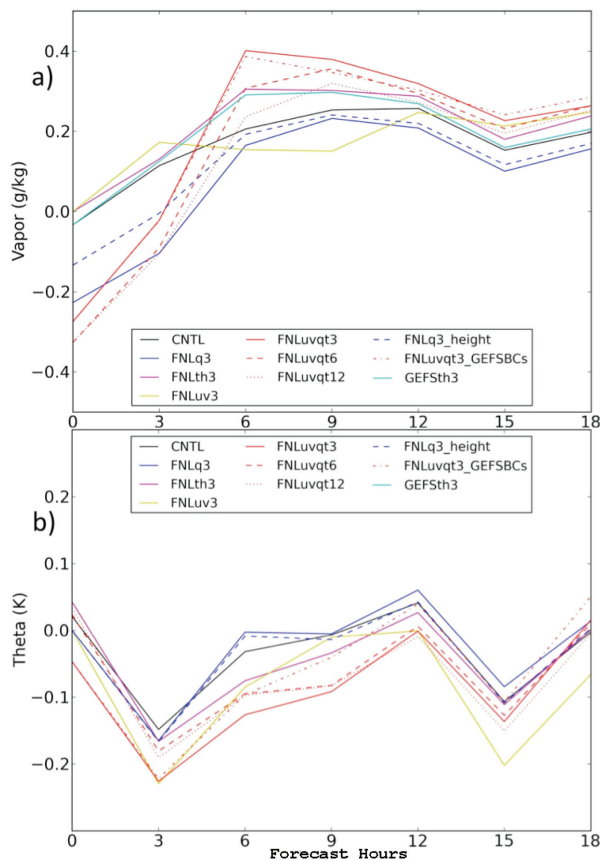 0.4
a)
0.2
0.0
Vapor (g/kg)
−0.2
−0.4
CNTL FNLuvqt3 FNLq3_height
FNLq3 FNLuvqt6 FNLuvqt3_GEFSBCs
FNLth3 FNLuvqt12 GEFSth3
FNLuv3
0 3 6 9 12 15 18
CNTL FNLuvqt3 FNLq3_height
FNLq3 FNLuvqt6 FNLuvqt3_GEFSBCs
FNLth3 FNLuvqt12 GEFSth3
FNLuv3
0.2
b)
0.1
0.0
Theta (K)
−0.1
−0.2
0 3 6 9 12 15 18
Forecast Hours